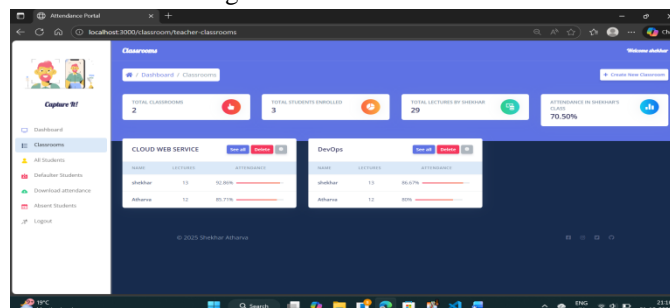 Attendance Portal
localhost:3000/classroom/teacher-classrooms
Classrooms
Welcome shekhar
/ Dashboard / Classrooms
+ Create New Classroom
Capture It!
TOTAL CLASSROOMS
2
TOTAL STUDENTS ENROLLED
3
TOTAL LECTURES BY SHEKHAR
29
ATTENDANCE IN SHEKHAR'S CLASS
70.50%
Dashboard
Classrooms
All Students
Defaulter Students
Download attendance
Absent Students
Logout
CLOUD WEB SERVICE
See all
Delete
NAME LECTURES ATTENDANCE
shekhar 13 92.86%
Atharva 12 85.71%
DevOps
See all
Delete
NAME LECTURES ATTENDANCE
shekhar 13 86.67%
Atharva 12 80%
© 2025 Shekhar Atharva
19°C
Search
ENG